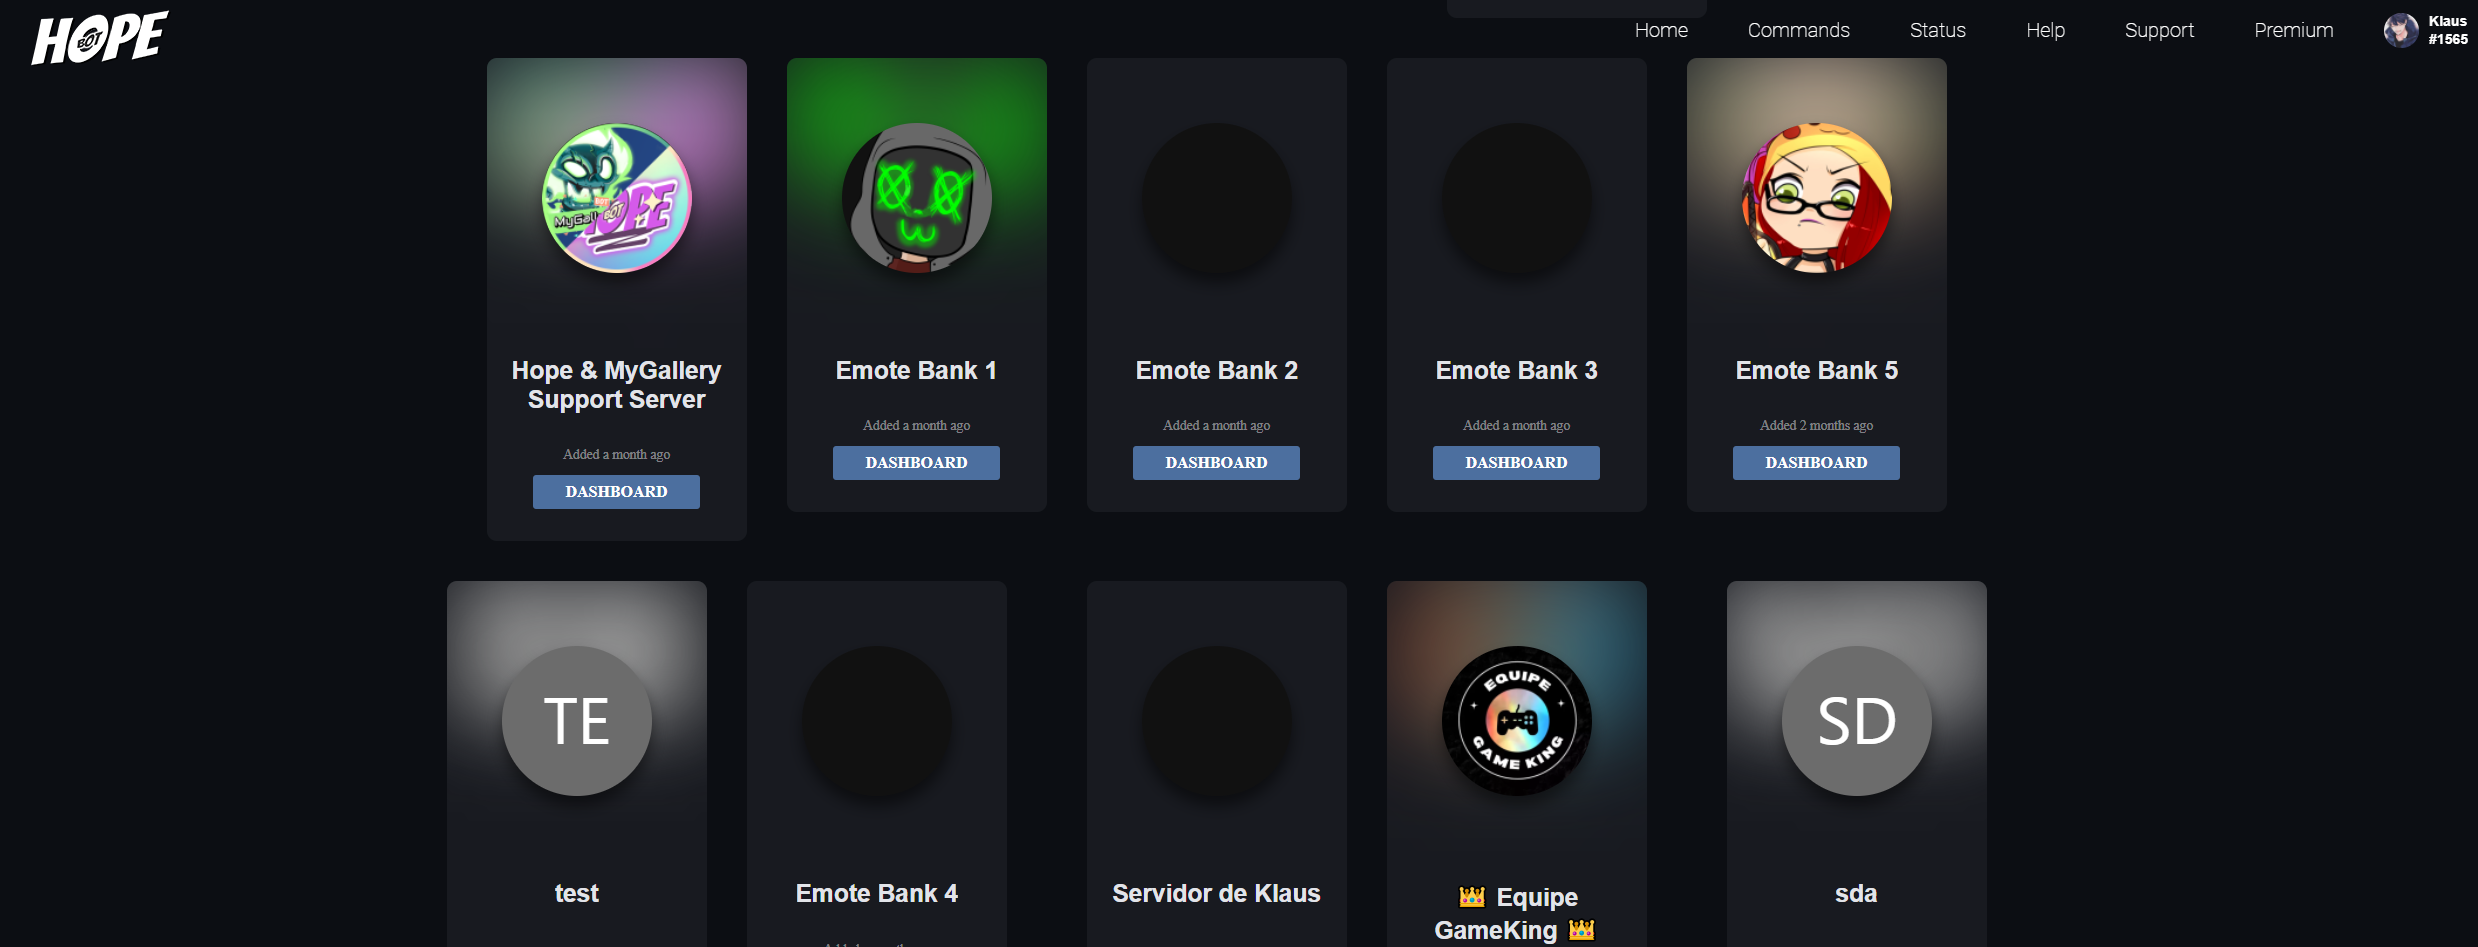 HOPE
BOT
Home
Commands
Status
Help
Support
Premium
Klaus
#1565
MyGall
BOT
HOPE
BOT
Hope & MyGallery
Support Server
Added a month ago
DASHBOARD
Emote Bank 1
Added a month ago
DASHBOARD
Emote Bank 2
Added a month ago
DASHBOARD
Emote Bank 3
Added a month ago
DASHBOARD
Emote Bank 5
Added 2 months ago
DASHBOARD
TE
test
Emote Bank 4
Servidor de Klaus
EQUIPE
GAME KING
👑 Equipe
GameKing 👑
SD
sda